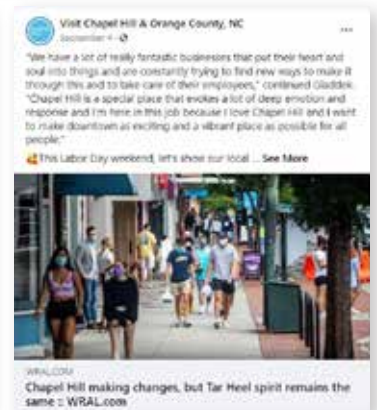 Visit Chapel Hill & Orange County, NC
September 4 ·
"We have a lot of really fantastic businesses that put their heart and
soul into things and are constantly trying to find new ways to make it
through this and to take care of their employees," continued Gladdek.
"Chapel Hill is a special place that evokes a lot of deep emotion and
response and I'm here in this job because I love Chapel Hill and I want
to make downtown as exciting and a vibrant place as possible for all
people."
🥰This Labor Day weekend, let's show our local ... See More
WRAL.COM
Chapel Hill making changes, but Tar Heel spirit remains the
same :: WRAL.com